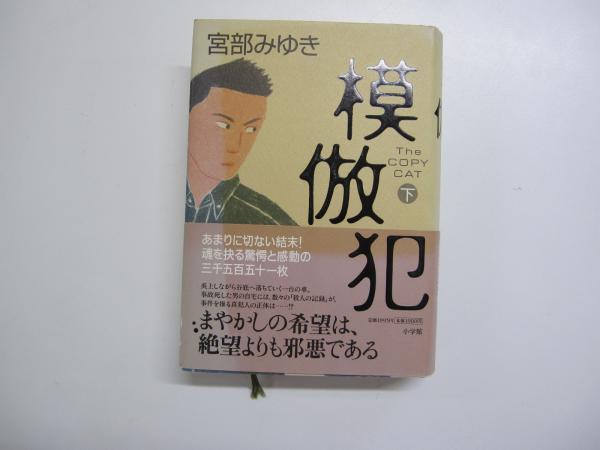 宮部みゆき
模倣犯
The
COPY
CAT
下
あまりに切ない結末!
魂を抉る驚愕と感動の
三千五百五十一枚
炎上しながら谷底へ落ちていく一台の車。
事故死した男の自宅には、数々の「殺人の記録」が。
事件を操る真犯人の正体は……!?
まやかしの希望は、
絶望よりも邪悪である
小学館